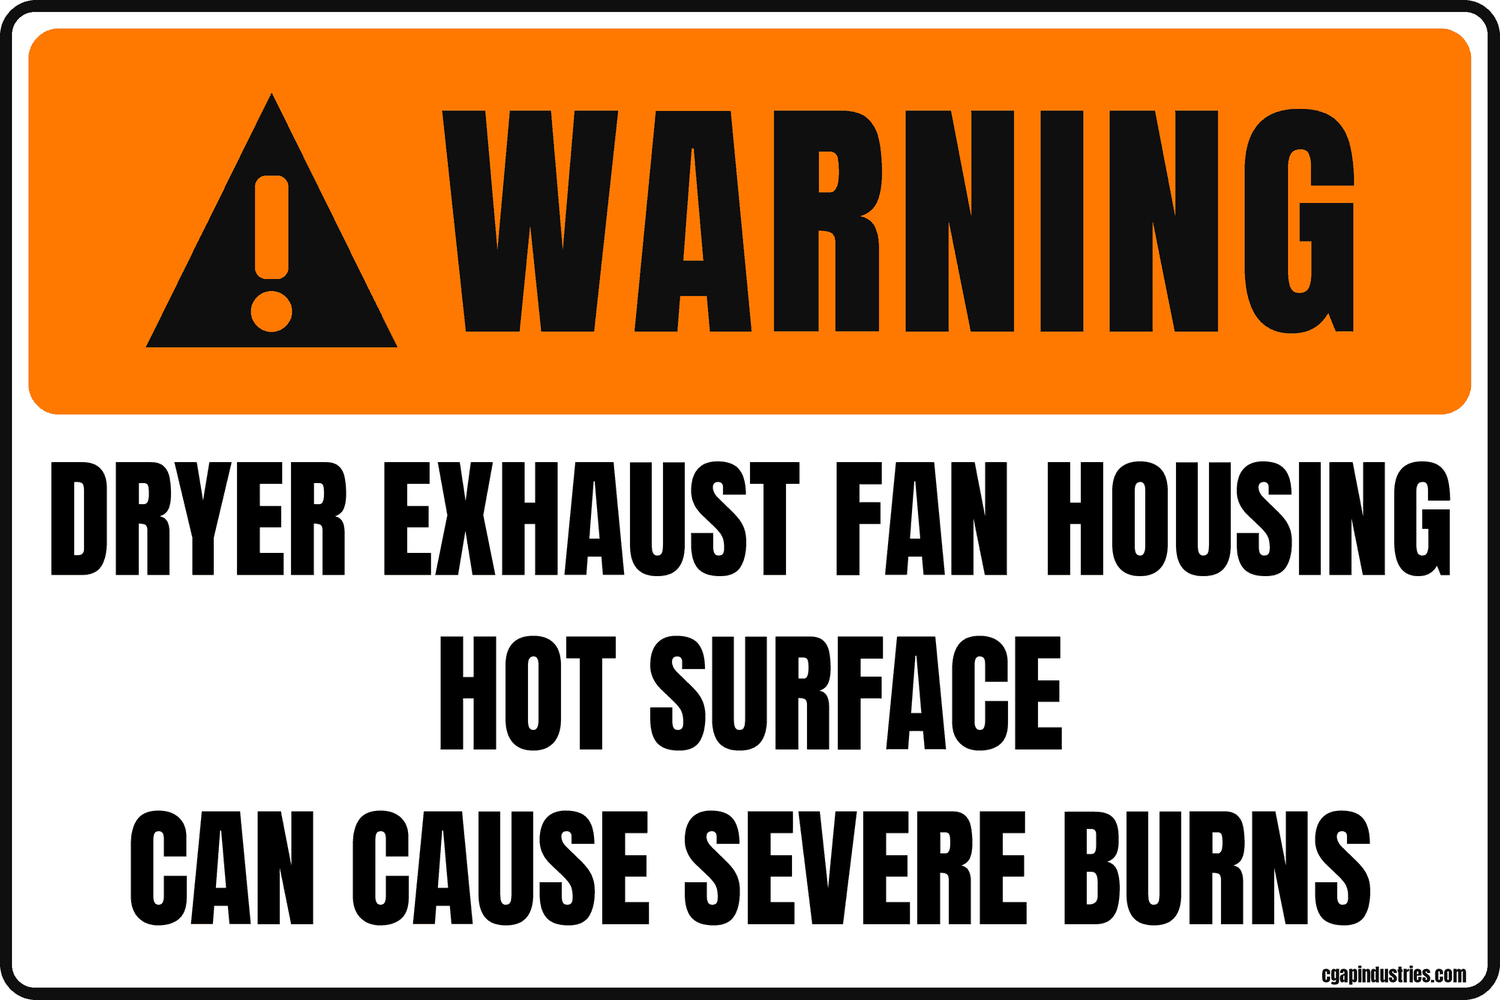 WARNING
DRYER EXHAUST FAN HOUSING
HOT SURFACE
CAN CAUSE SEVERE BURNS
cgapindustries.com